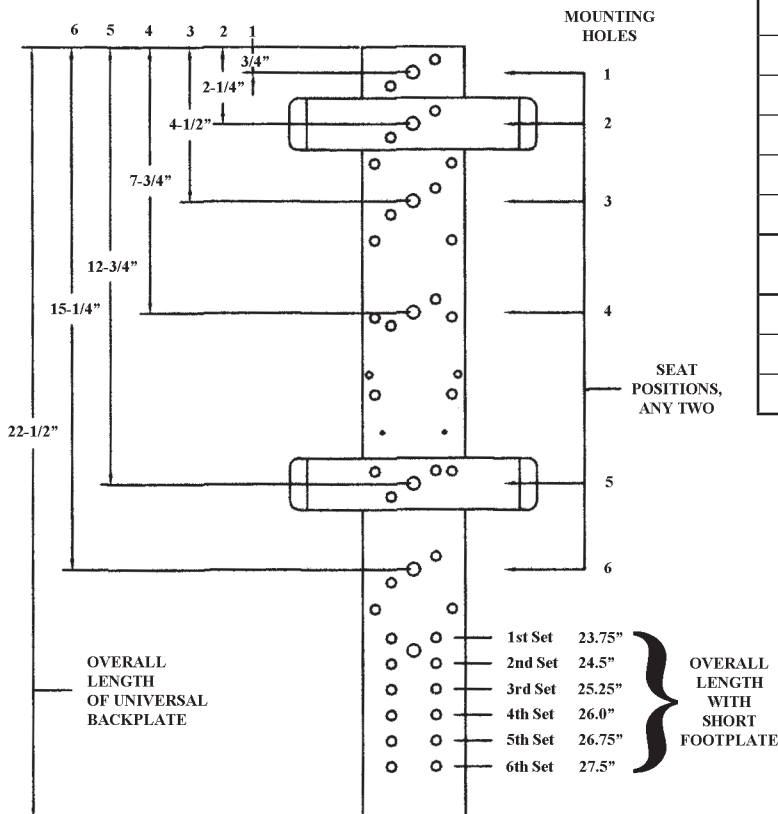 6 5 4 3 2 1
MOUNTING
HOLES
3/4”
2-1/4”
4-1/2”
7-3/4”
12-3/4”
15-1/4”
22-1/2”
1
2
3
4
SEAT
POSITIONS,
ANY TWO
5
6
1st Set 23.75”
2nd Set 24.5”
3rd Set 25.25”
4th Set 26.0”
5th Set 26.75”
6th Set 27.5”
OVERALL
LENGTH
OF UNIVERSAL
BACKPLATE
OVERALL
LENGTH
WITH
SHORT
FOOTPLATE